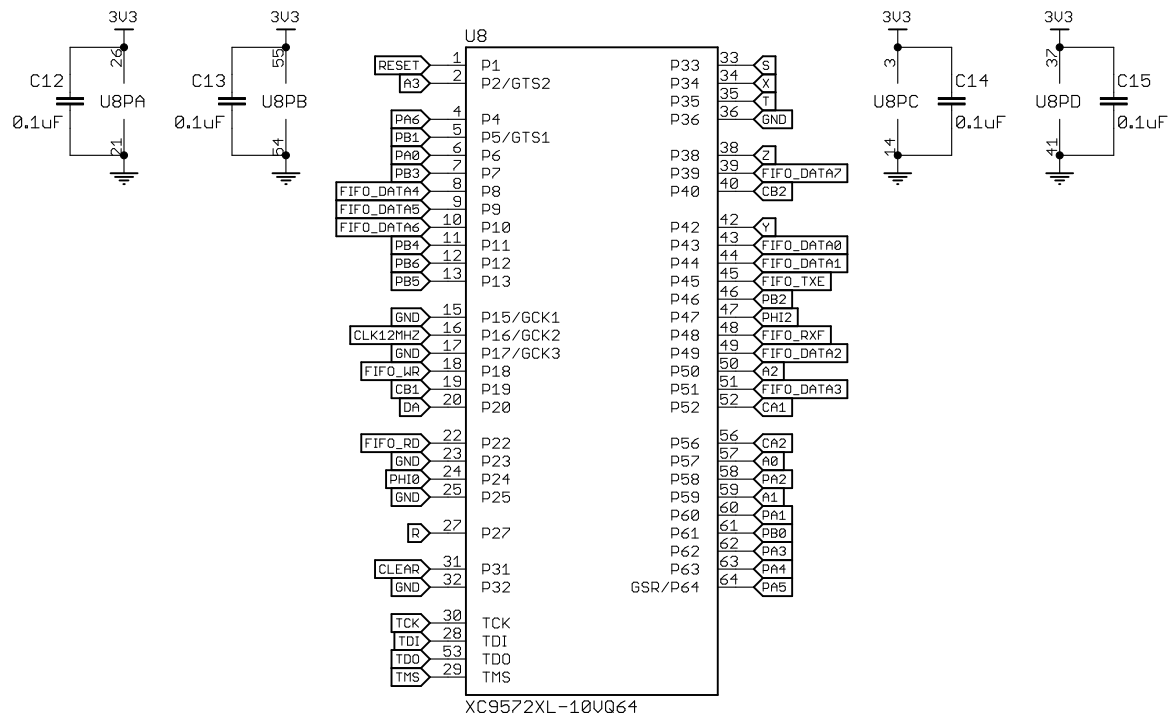 3V3
26
C12
U8PA
0.1uF
21
3V3
55
C13
U8PB
0.1uF
54
U8
RESET 1 P1
A3 2 P2/GTS2
PA6 4 P4
PB1 5 P5/GTS1
PA0 6 P6
PB3 7 P7
FIFO_DATA4 8 P8
FIFO_DATA5 9 P9
FIFO_DATA6 10 P10
PB4 11 P11
PB6 12 P12
PB5 13 P13
GND 15 P15/GCK1
CLK12MHZ 16 P16/GCK2
GND 17 P17/GCK3
FIFO_WR 18 P18
CB1 19 P19
DA 20 P20
FIFO_RD 22 P22
GND 23 P23
PHI0 24 P24
GND 25 P25
R 27 P27
CLEAR 31 P31
GND 32 P32
TCK 30 TCK
TDI 28 TDI
TDO 53 TDO
TMS 29 TMS
P33 33 S
P34 34 X
P35 35 T
P36 36 GND
P38 38 Z
P39 39 FIFO_DATA7
P40 40 CB2
P42 42 Y
P43 43 FIFO_DATA0
P44 44 FIFO_DATA1
P45 45 FIFO_TXE
P46 46 PB2
P47 47 PHI2
P48 48 FIFO_RXF
P49 49 FIFO_DATA2
P50 50 A2
P51 51 FIFO_DATA3
P52 52 CA1
P56 56 CA2
P57 57 A0
P58 58 PA2
P59 59 A1
P60 60 PA1
P61 61 PB0
P62 62 PA3
P63 63 PA4
GSR/P64 64 PA5
XC9572XL-10VQ64
3V3
3
C14
U8PC
0.1uF
14
3V3
37
C15
U8PD
0.1uF
41